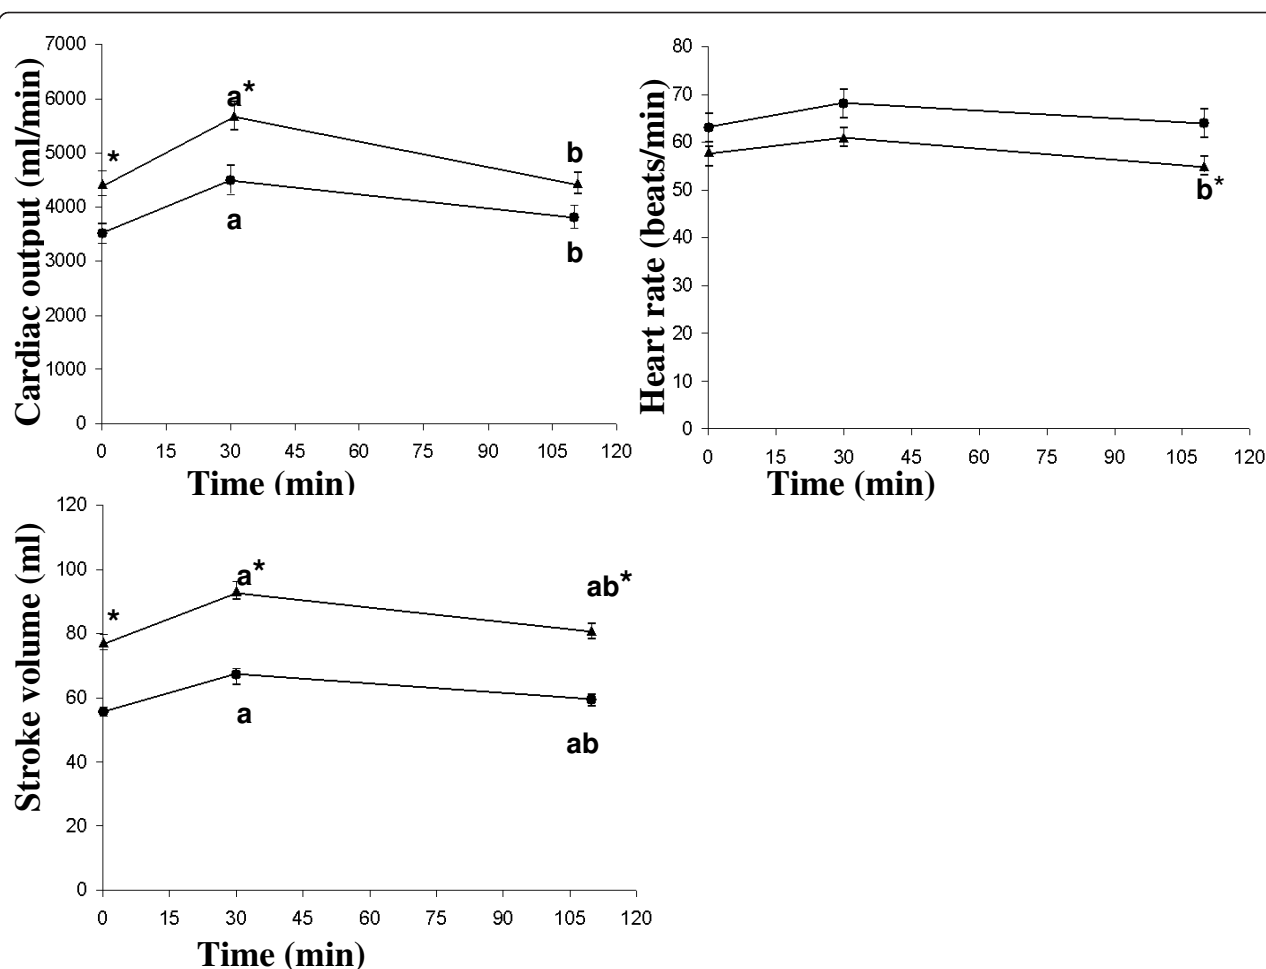 Cardiac output (ml/min)
7000
6000
5000
4000
3000
2000
1000
0
* a* b
a b
0 15 30 45 60 75 90 105 120
Time (min)
Heart rate (beats/min)
80
70
60
50
40
30
20
10
0
b*
0 15 30 45 60 75 90 105 120
Time (min)
Stroke volume (ml)
120
100
80
60
40
20
0
* a* ab*
a ab
0 15 30 45 60 75 90 105 120
Time (min)